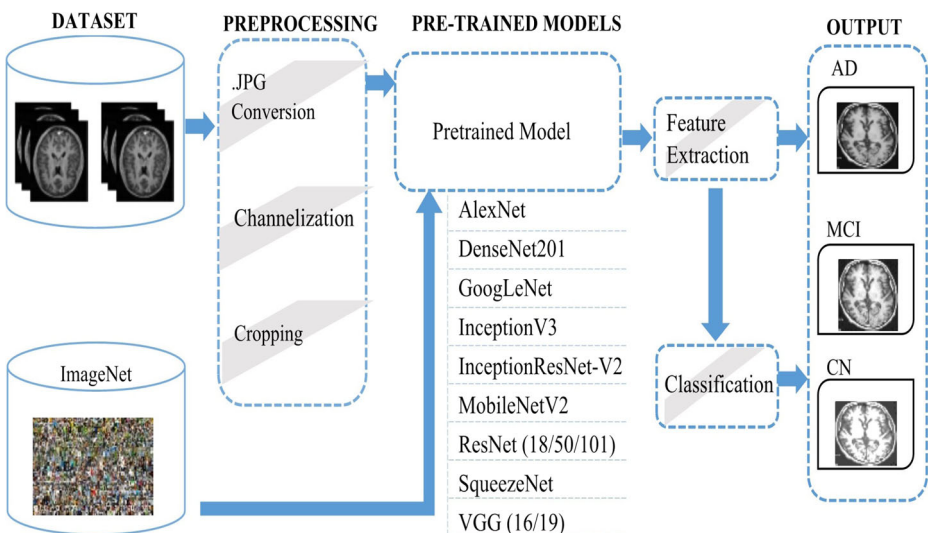 DATASET
PREPROCESSING
PRE-TRAINED MODELS
OUTPUT
.JPG
Conversion
Channelization
Cropping
ImageNet
Pretrained Model
AlexNet
DenseNet201
GoogLeNet
InceptionV3
InceptionResNet-V2
MobileNetV2
ResNet (18/50/101)
SqueezeNet
VGG (16/19)
Feature
Extraction
Classification
AD
MCI
CN